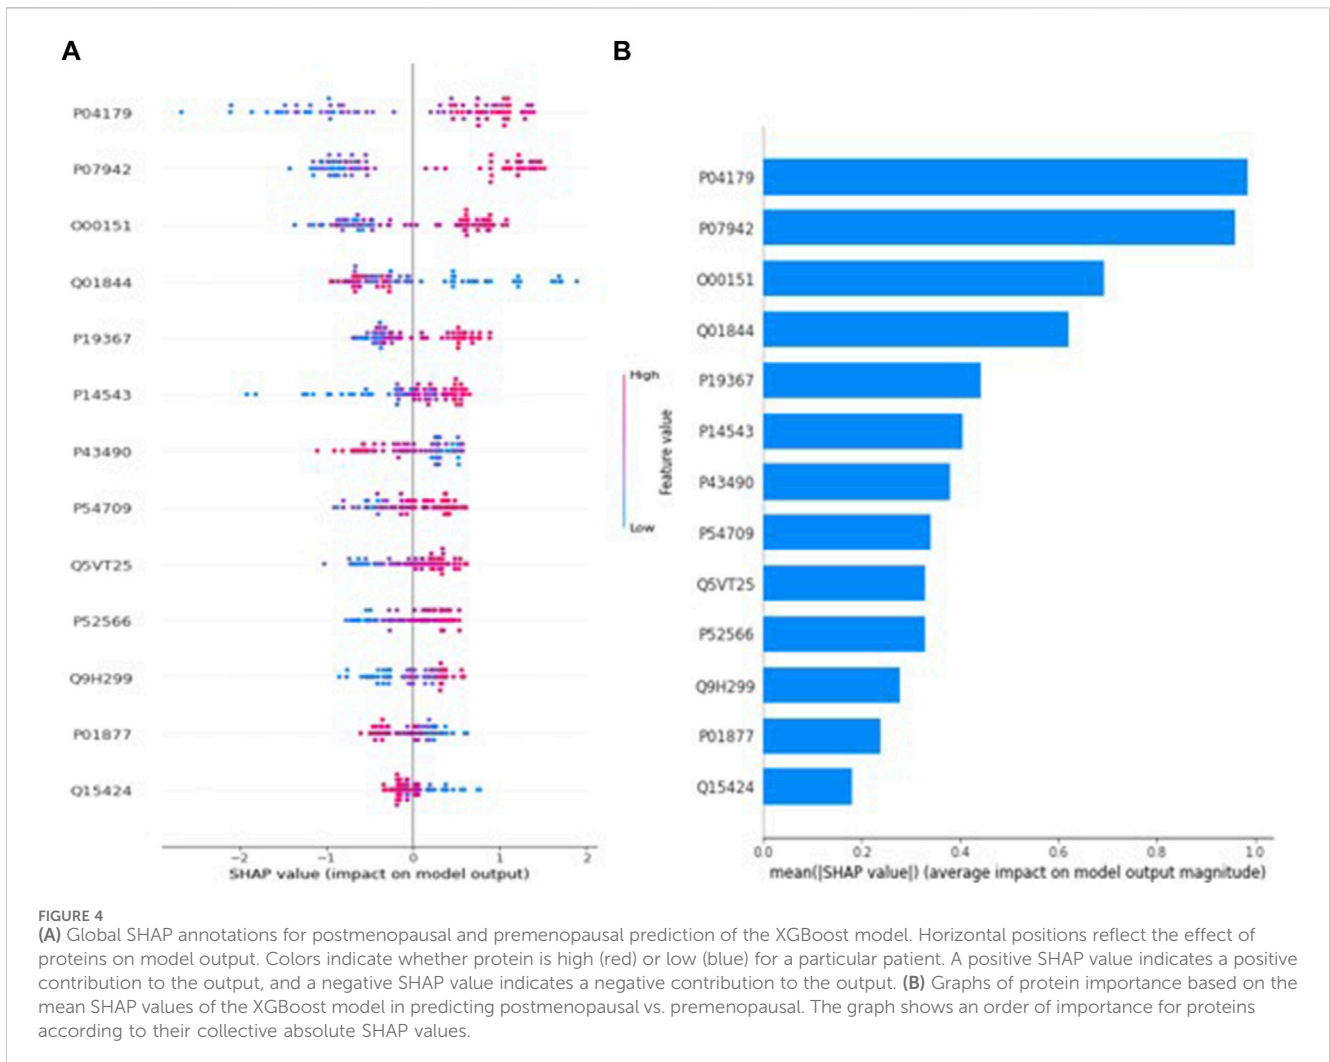 A
B
P04179
P07942
O00151
Q01844
P19367
P14543
P43490
P54709
Q5VT25
P52566
Q9H299
P01877
Q15424
−2
−1
0
1
2
SHAP value (impact on model output)
High
Feature value
Low
P04179
P07942
O00151
Q01844
P19367
P14543
P43490
P54709
Q5VT25
P52566
Q9H299
P01877
Q15424
0.0
0.2
0.4
0.6
0.8
1.0
mean(|SHAP value|) (average impact on model output magnitude)
FIGURE 4
(A) Global SHAP annotations for postmenopausal and premenopausal prediction of the XGBoost model. Horizontal positions reflect the effect of
proteins on model output. Colors indicate whether protein is high (red) or low (blue) for a particular patient. A positive SHAP value indicates a positive
contribution to the output, and a negative SHAP value indicates a negative contribution to the output. (B) Graphs of protein importance based on the
mean SHAP values of the XGBoost model in predicting postmenopausal vs. premenopausal. The graph shows an order of importance for proteins
according to their collective absolute SHAP values.